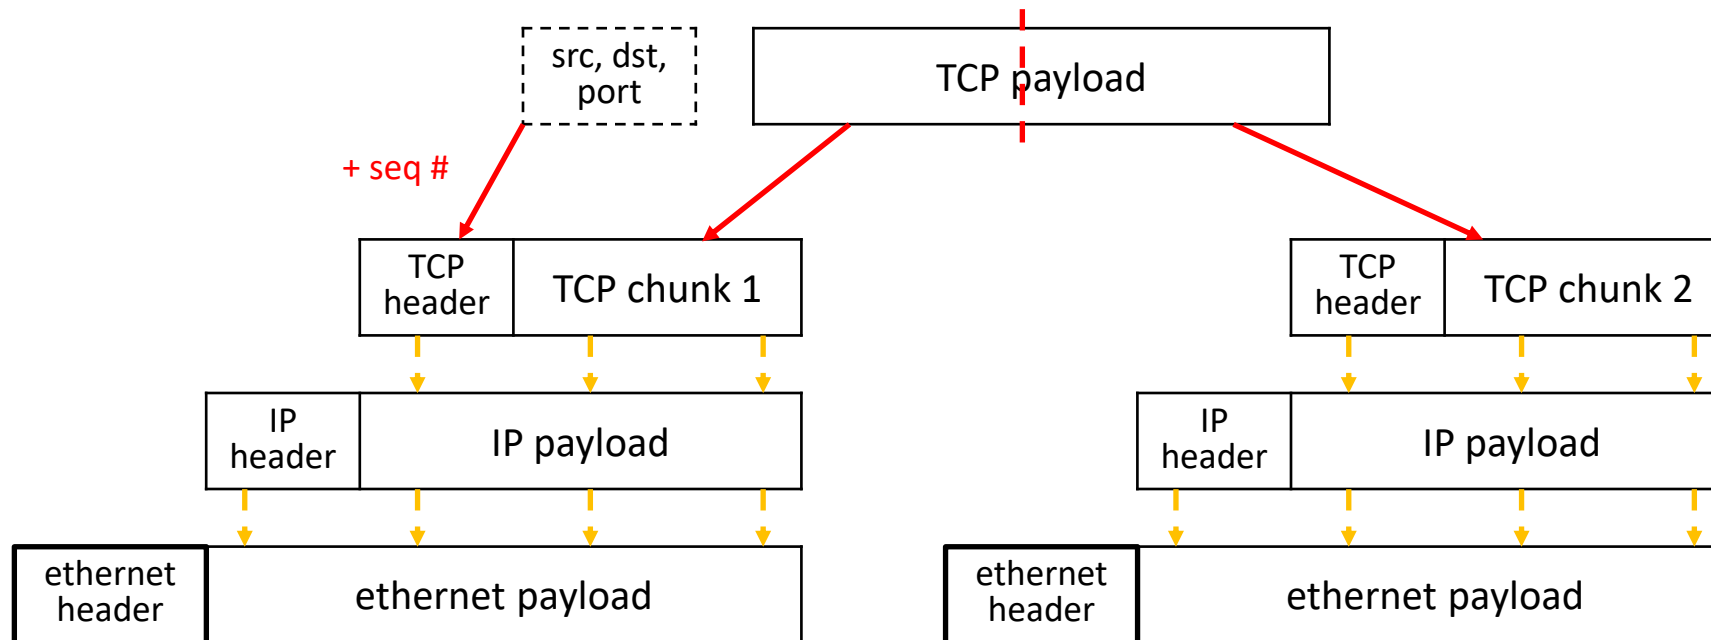 src, dst,
port
TCP payload
+ seq #
TCP
header
TCP chunk 1
TCP
header
TCP chunk 2
IP
header
IP payload
IP
header
IP payload
ethernet
header
ethernet payload
ethernet
header
ethernet payload